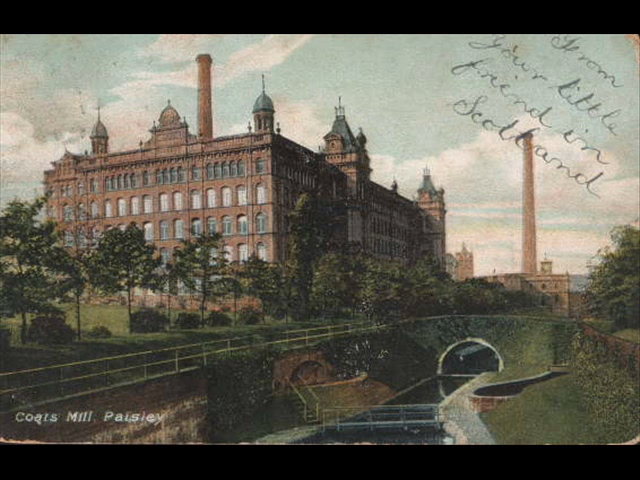 From
your little
friend in
Scotland
Coats Mill, Paisley